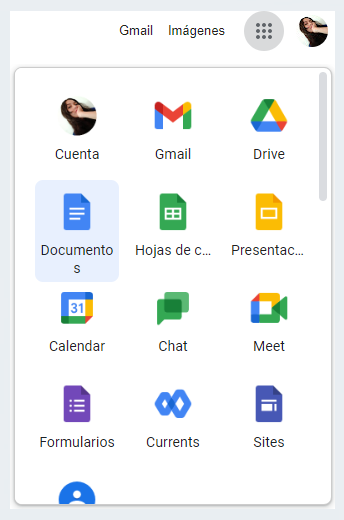 Gmail Imágenes
Cuenta Gmail Drive
Documento Hojas de c... Presentac...
s
31
Calendar Chat Meet
Formularios Currents Sites